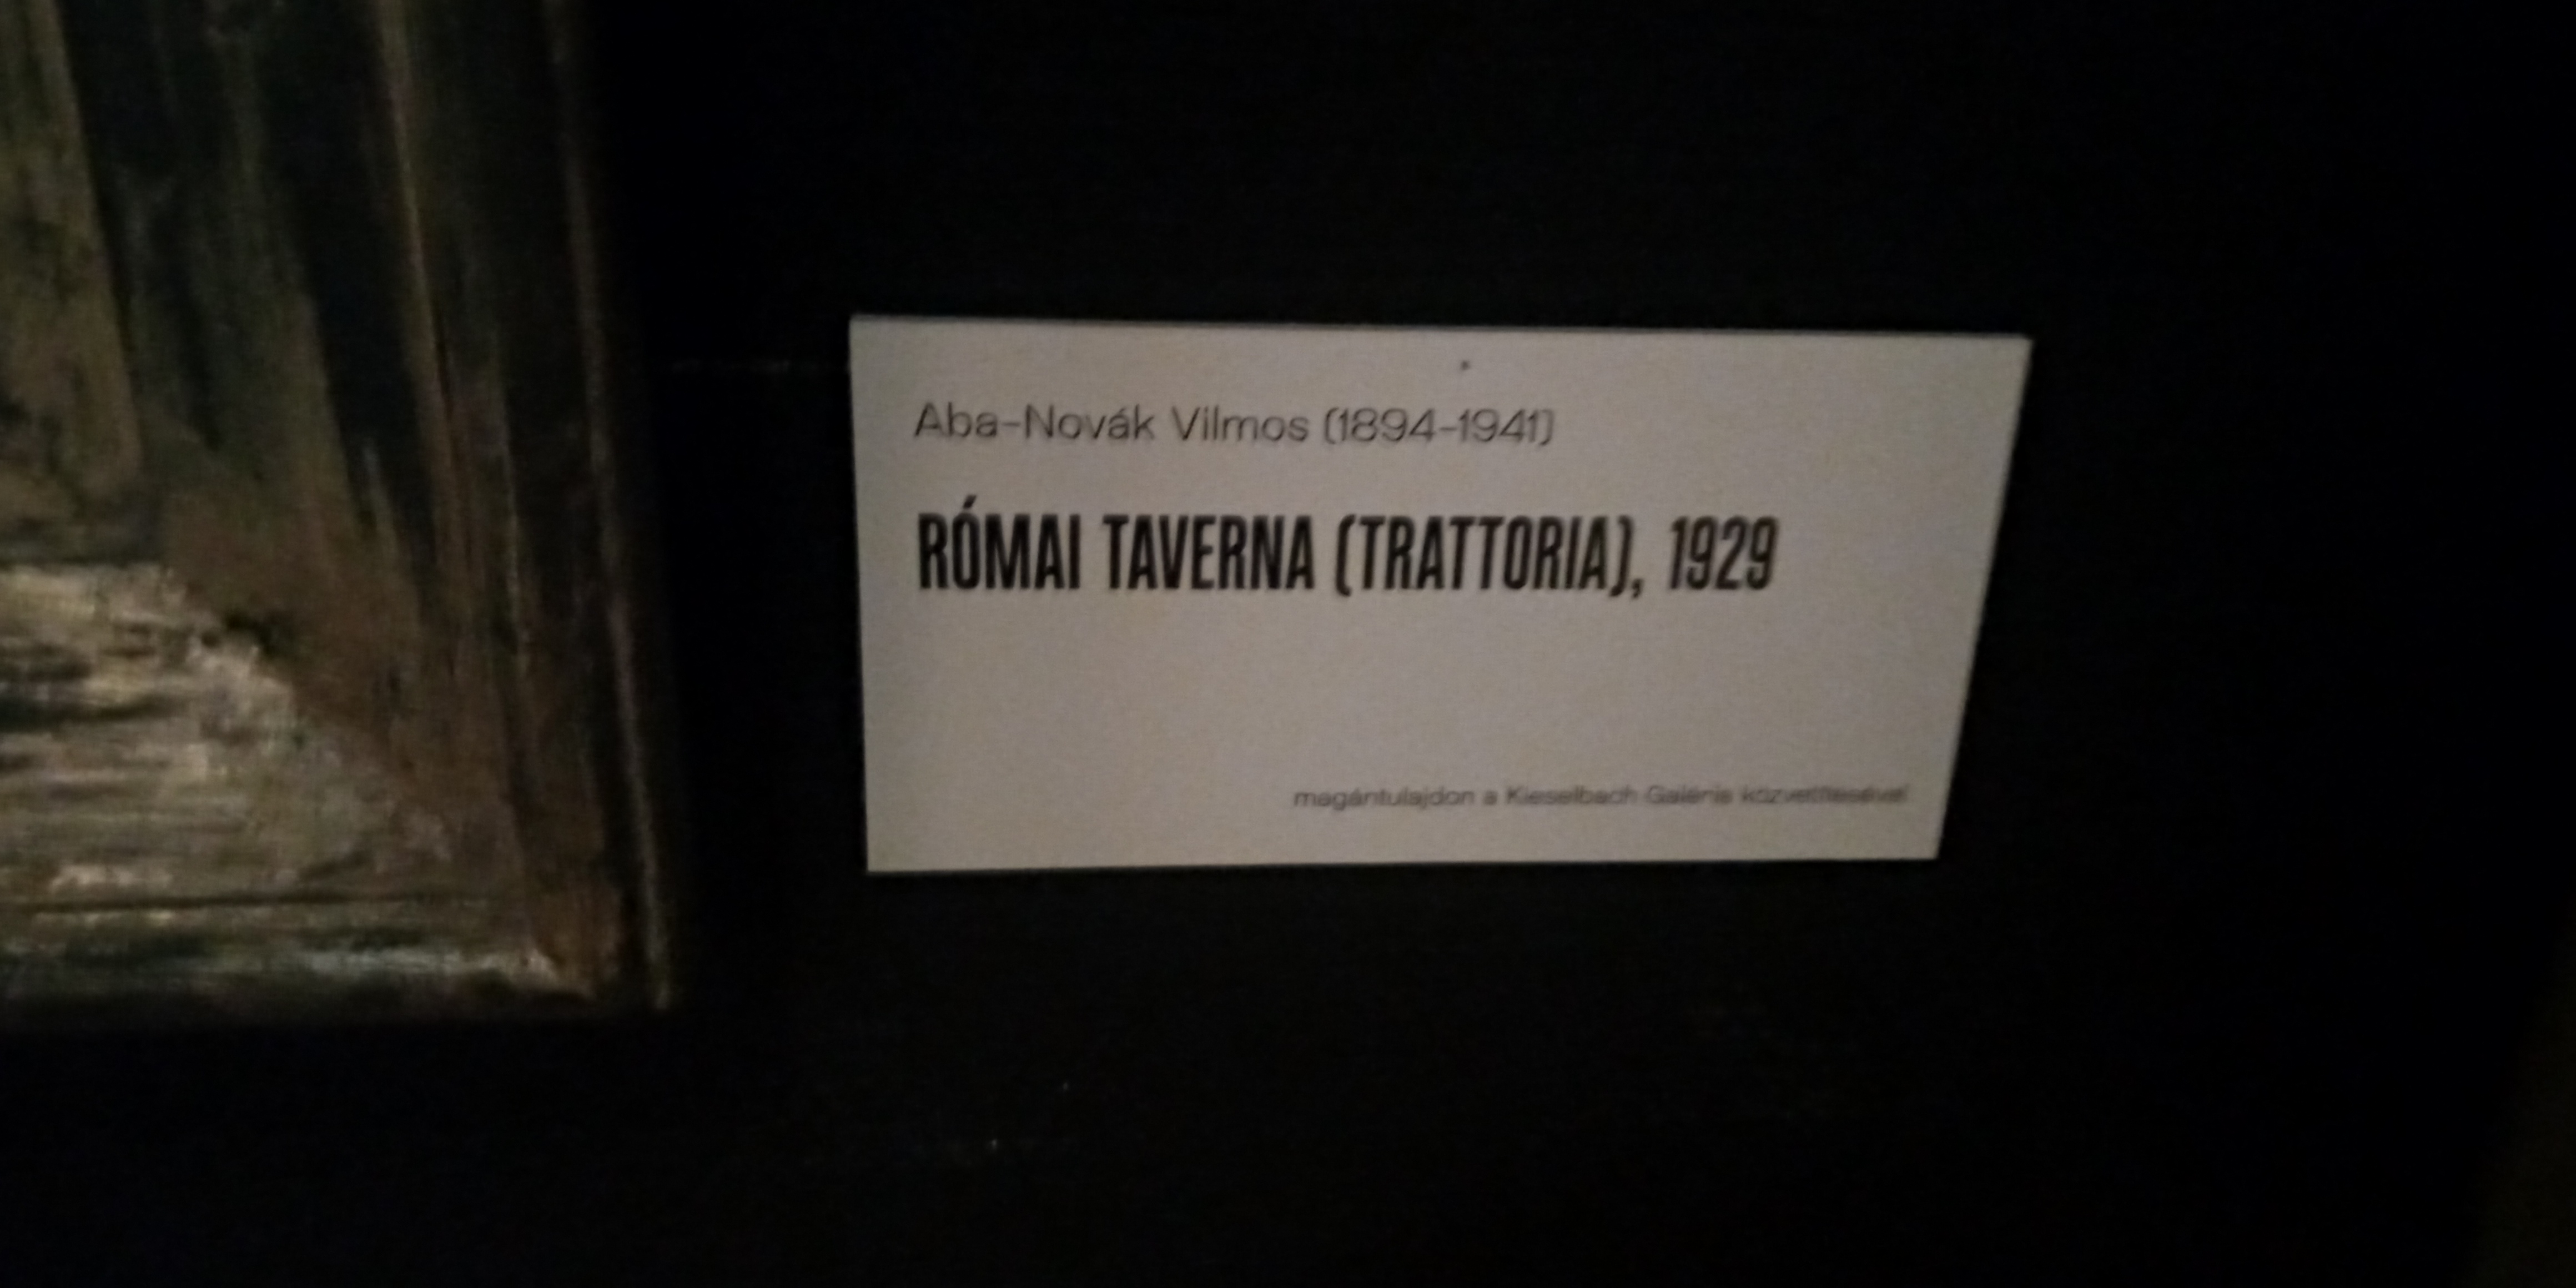 Aba-Novák Vilmos (1894-1941)
RÓMAI TAVERNA (TRATTORIA), 1929
magántulajdon a Kieselbach Galéria közvetítésével